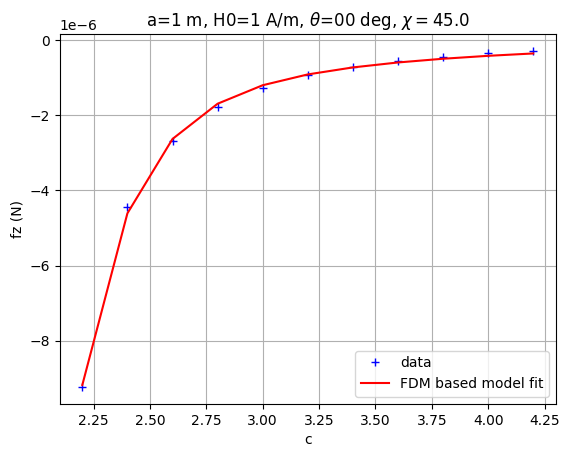 a=1 m, H0=1 A/m, θ=00 deg, χ = 45.0
1e−6
0
−2
−4
−6
−8
fz (N)
2.25 2.50 2.75 3.00 3.25 3.50 3.75 4.00 4.25
c
data
FDM based model fit